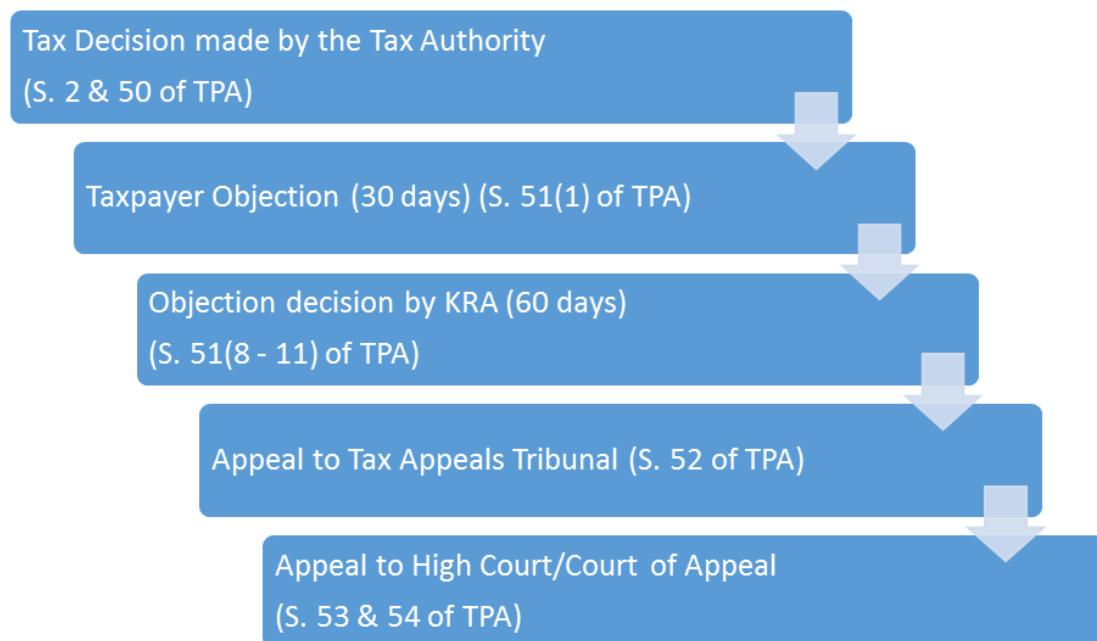 Tax Decision made by the Tax Authority
(S. 2 & 50 of TPA)
Taxpayer Objection (30 days) (S. 51(1) of TPA)
Objection decision by KRA (60 days)
(S. 51(8 - 11) of TPA)
Appeal to Tax Appeals Tribunal (S. 52 of TPA)
Appeal to High Court/Court of Appeal
(S. 53 & 54 of TPA)